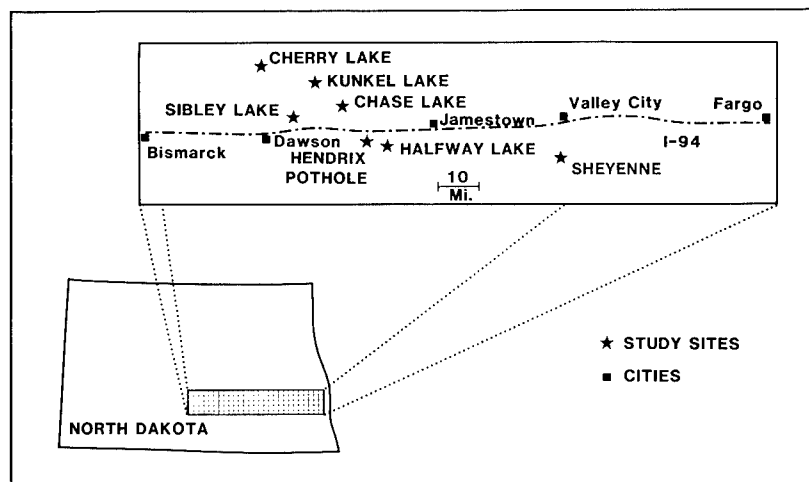 CHERRY LAKE
KUNKEL LAKE
CHASE LAKE
SIBLEY LAKE
Jamestown
Valley City
Fargo
Bismarck
Dawson
HENDRIX
POTHOLE
HALFWAY LAKE
I-94
SHEYENNE
10
Mi.
STUDY SITES
CITIES
NORTH DAKOTA